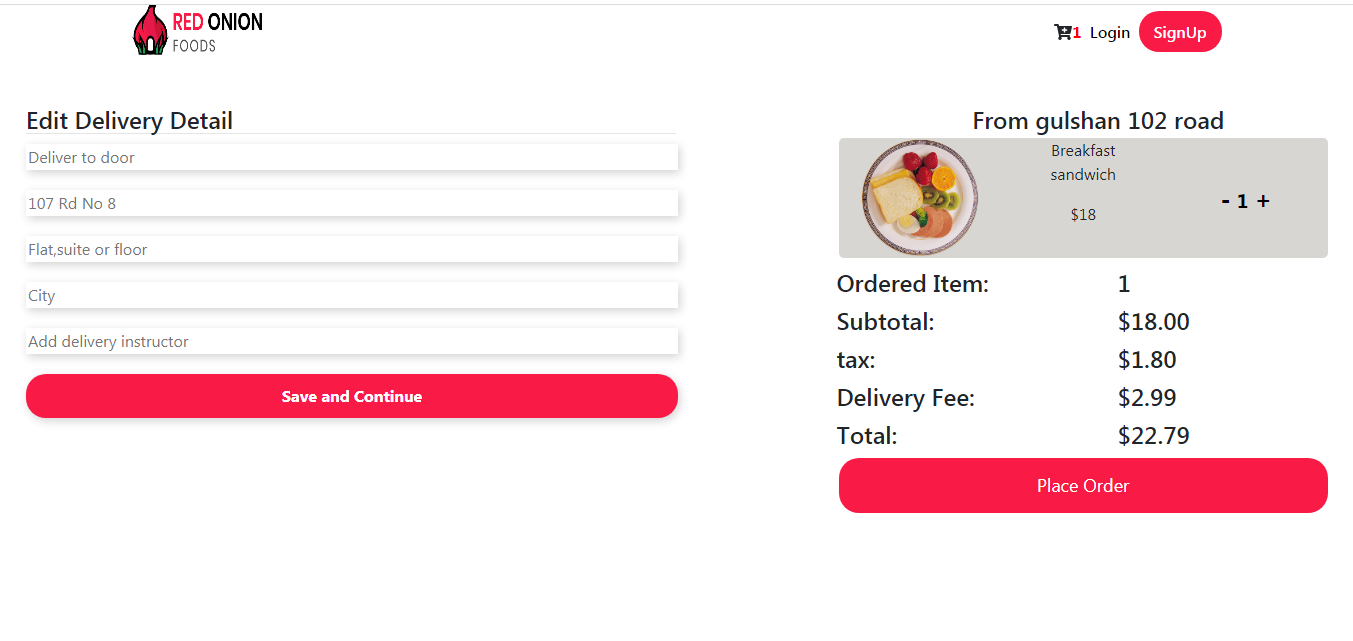 RED ONION
FOODS
1 Login SignUp
Edit Delivery Detail
Deliver to door
107 Rd No 8
Flat,suite or floor
City
Add delivery instructor
Save and Continue
From gulshan 102 road
Breakfast
sandwich
$18
- 1 +
Ordered Item: 1
Subtotal: $18.00
tax: $1.80
Delivery Fee: $2.99
Total: $22.79
Place Order